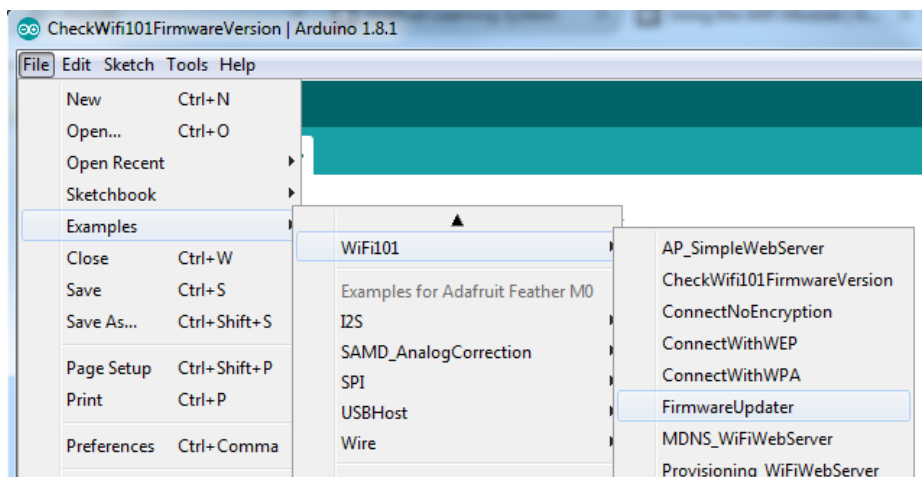 CheckWifi101FirmwareVersion | Arduino 1.8.1
File Edit Sketch Tools Help
New Ctrl+N
Open... Ctrl+O
Open Recent
Sketchbook
Examples
Close Ctrl+W
Save Ctrl+S
Save As... Ctrl+Shift+S
Page Setup Ctrl+Shift+P
Print Ctrl+P
Preferences Ctrl+Comma
WiFi101
Examples for Adafruit Feather M0
I2S
SAMD_AnalogCorrection
SPI
USBHost
Wire
AP_SimpleWebServer
CheckWifi101FirmwareVersion
ConnectNoEncryption
ConnectWithWEP
ConnectWithWPA
FirmwareUpdater
MDNS_WiFiWebServer
Provisioning_WiFiWebServer